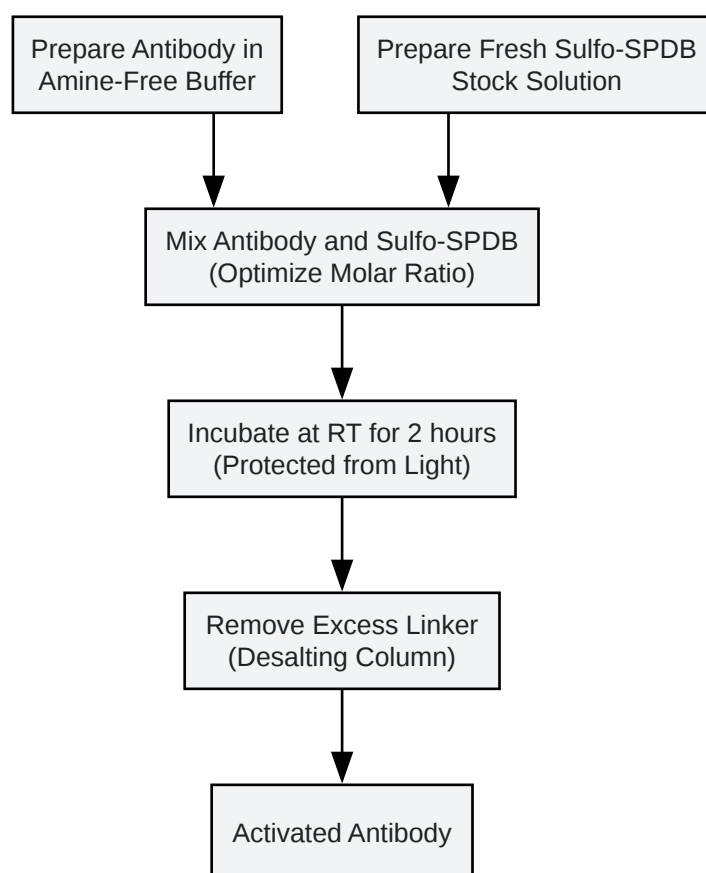 Prepare Antibody in
Amine-Free Buffer
Prepare Fresh Sulfo-SPDB
Stock Solution
Mix Antibody and Sulfo-SPDB
(Optimize Molar Ratio)
Incubate at RT for 2 hours
(Protected from Light)
Remove Excess Linker
(Desalting Column)
Activated Antibody